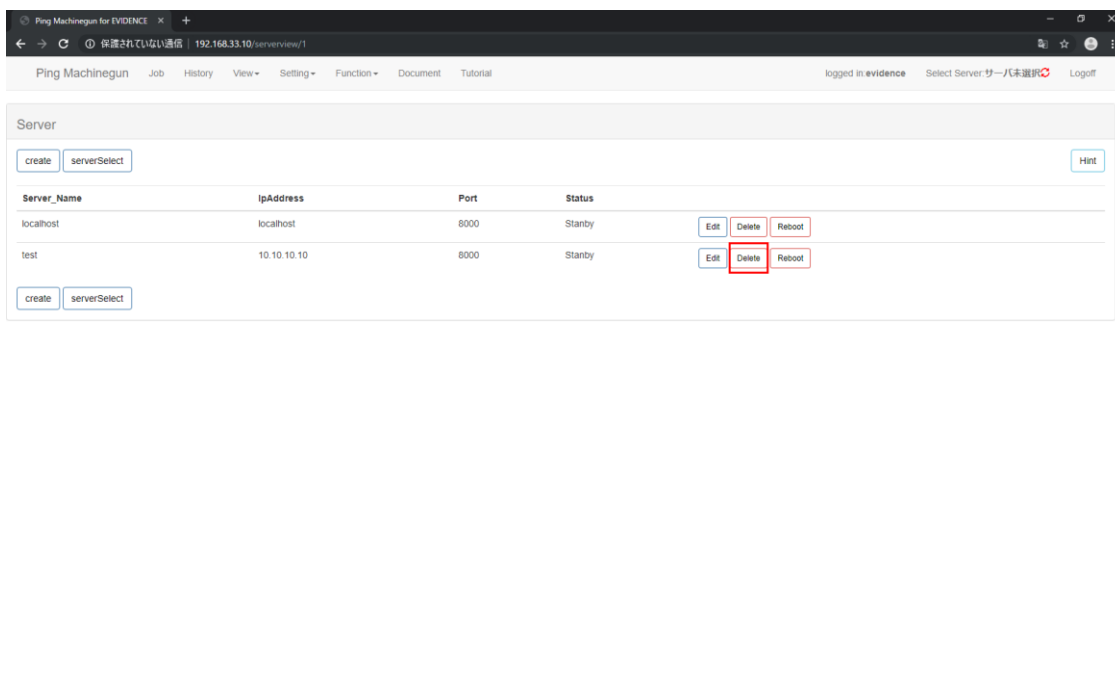 Ping Machinegun for EVIDENCE
保護されていない通信 | 192.168.33.10/serverview/1
Ping Machinegun Job History View Setting Function Document Tutorial logged in:evidence Select Server:サーバ未選択 Logoff
Server
create serverSelect Hint
Server_Name IpAddress Port Status
localhost localhost 8000 Stanby Edit Delete Reboot
test 10.10.10.10 8000 Stanby Edit Delete Reboot
create serverSelect